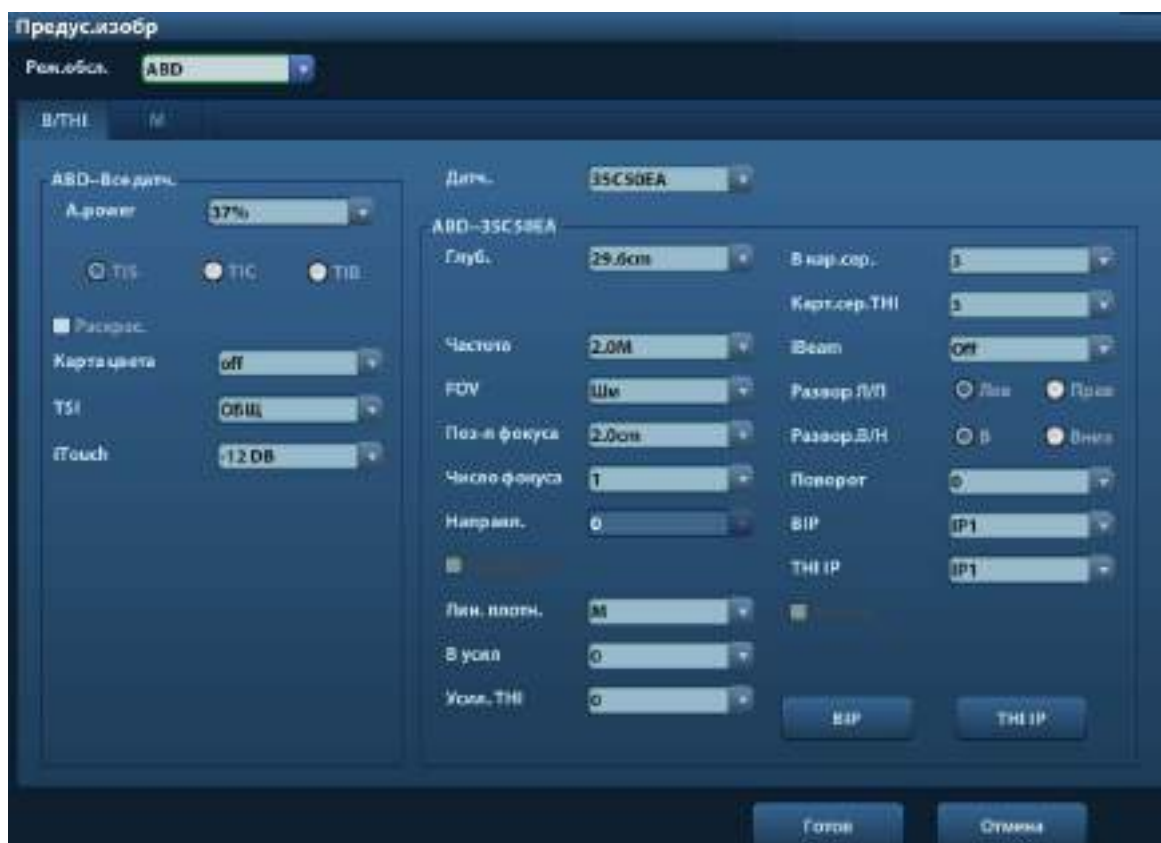 Предус.изобр
Реж.обсл. ABD
B/THI M
ABD--Все датч.
A.power 37%
TIS TIC TIB
Раскрас.
Карта цвета off
TSI ОБЩ
iTouch -12 DB
Датч. 35C50EA
ABD--35C50EA
Глуб. 29.6cm
Частота 2.0M
FOV Ши
Поз-я фокуса 2.0cm
Число фокуса 1
Направл. 0
Лин. плотн. M
В усил 0
Усил. THI 0
В кар.сер. 3
Карт.сер.THI 3
iBeam Off
Развор Л/П Лев Прав
Развор.В/Н В Вниз
Поворот 0
BIP IP1
THI IP IP1
BIP THI IP
Готов Отмена